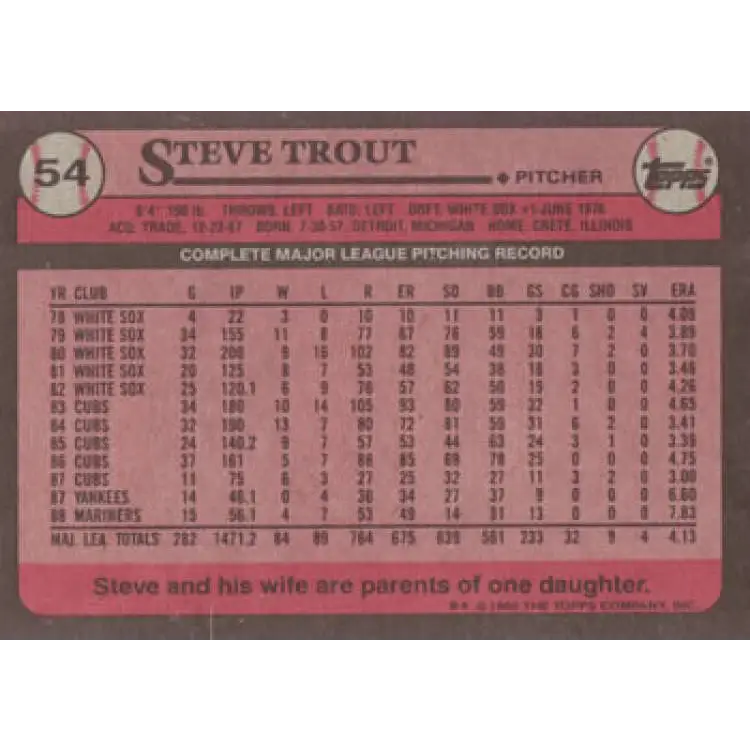 54
STEVE TROUT
PITCHER
TOPPS®
6'4" 190 lb. THROWS: LEFT BATS: LEFT DRFT: WHITE SOX #1-JUNE 1976
ACQ: TRADE, 12-22-87 BORN: 7-30-57, DETROIT, MICHIGAN HOME: CRETE, ILLINOIS
COMPLETE MAJOR LEAGUE PITCHING RECORD
YR CLUB G IP W L R ER SO BB GS CG SHO SV ERA
78 WHITE SOX 4 22 3 0 10 10 11 11 3 1 0 0 4.09
79 WHITE SOX 34 155 11 8 77 67 76 59 18 6 2 4 3.89
80 WHITE SOX 32 200 9 16 102 82 89 49 30 7 2 0 3.70
81 WHITE SOX 20 125 8 7 53 48 54 38 18 3 0 0 3.46
82 WHITE SOX 25 120.1 6 9 76 57 62 50 19 2 0 0 4.26
83 CUBS 34 180 10 14 105 93 80 59 32 1 0 0 4.65
84 CUBS 32 190 13 7 80 72 81 59 31 6 2 0 3.41
85 CUBS 24 140.2 9 7 57 53 44 63 24 3 1 0 3.39
86 CUBS 37 161 5 7 88 85 69 78 25 0 0 0 4.75
87 CUBS 11 75 6 3 27 25 32 27 11 3 2 0 3.00
87 YANKEES 14 46.1 0 4 36 34 27 37 9 0 0 0 6.60
88 MARINERS 15 56.1 4 7 53 49 14 31 13 0 0 0 7.83
MAJ. LEA. TOTALS 282 1471.2 84 89 764 675 639 561 233 32 9 4 4.13
Steve and his wife are parents of one daughter.
THE TOPPS COMPANY, INC.